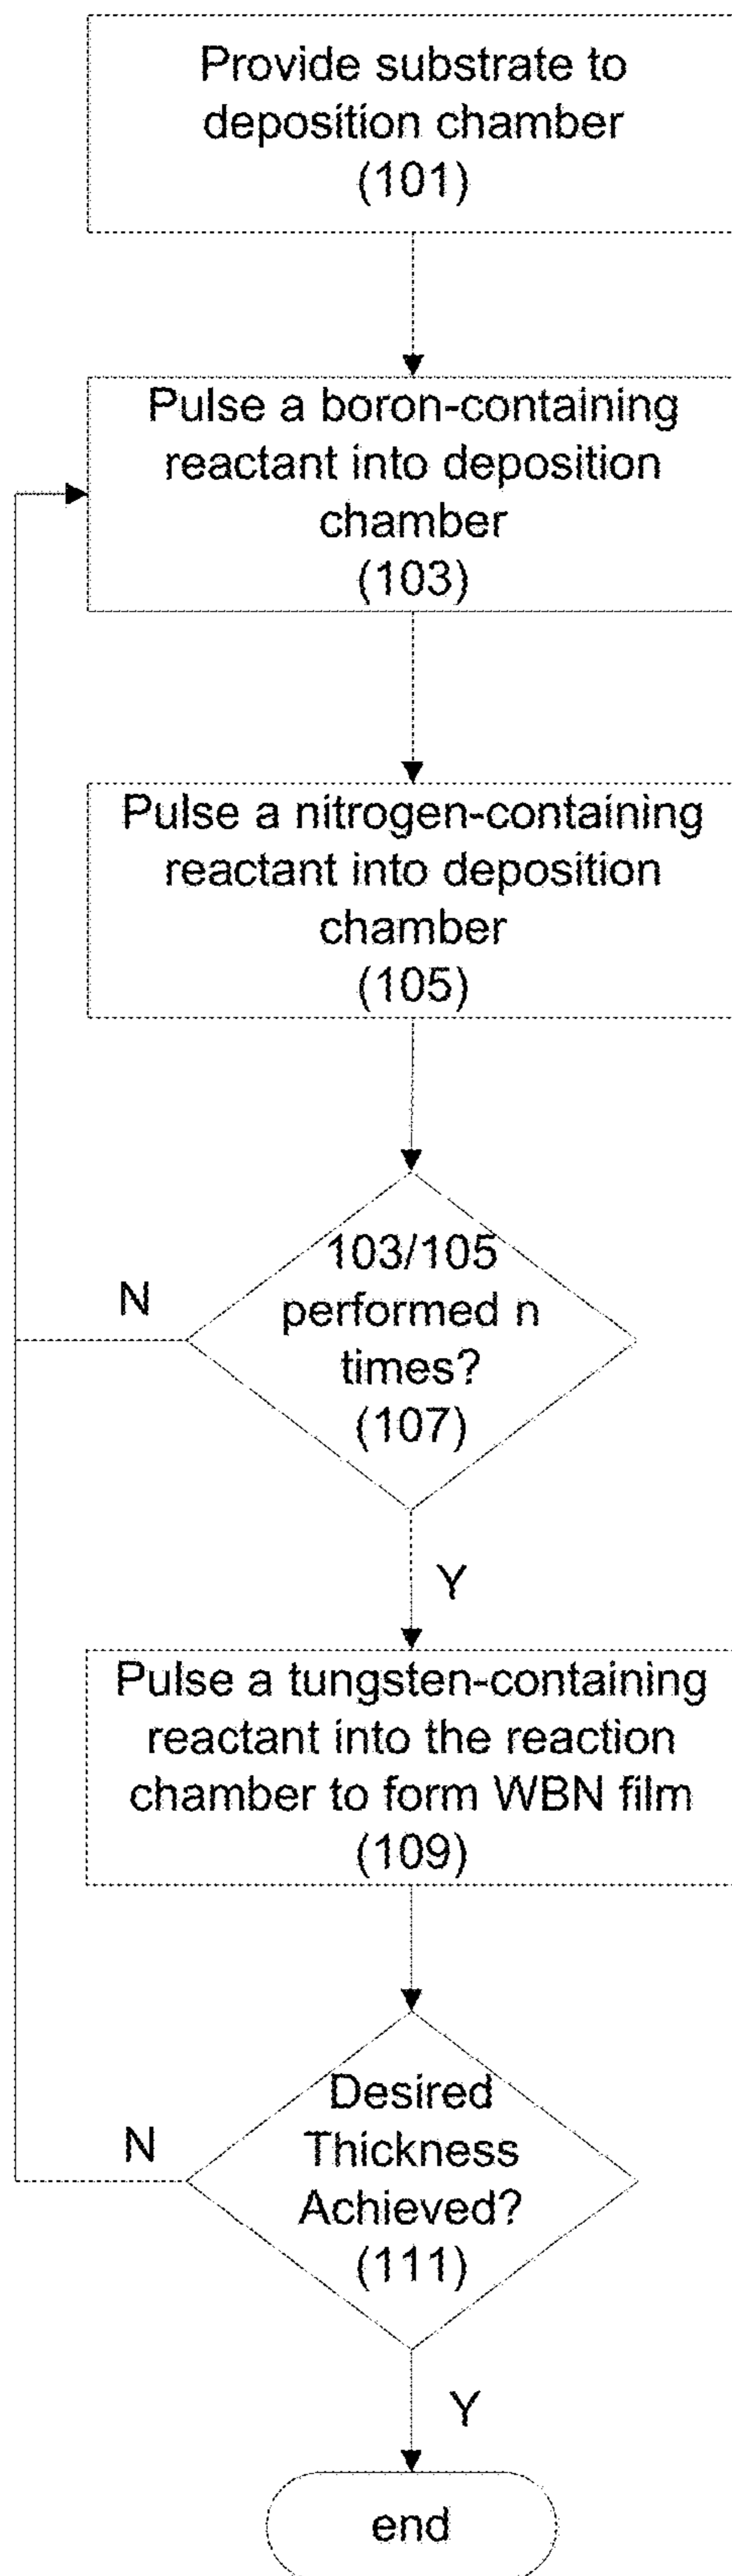 Provide substrate to
deposition chamber
(101)
Pulse a boron-containing
reactant into deposition
chamber
(103)
Pulse a nitrogen-containing
reactant into deposition
chamber
(105)
103/105
performed n
times?
(107)
N
Y
Pulse a tungsten-containing
reactant into the reaction
chamber to form WBN film
(109)
Desired
Thickness
Achieved?
(111)
N
Y
end